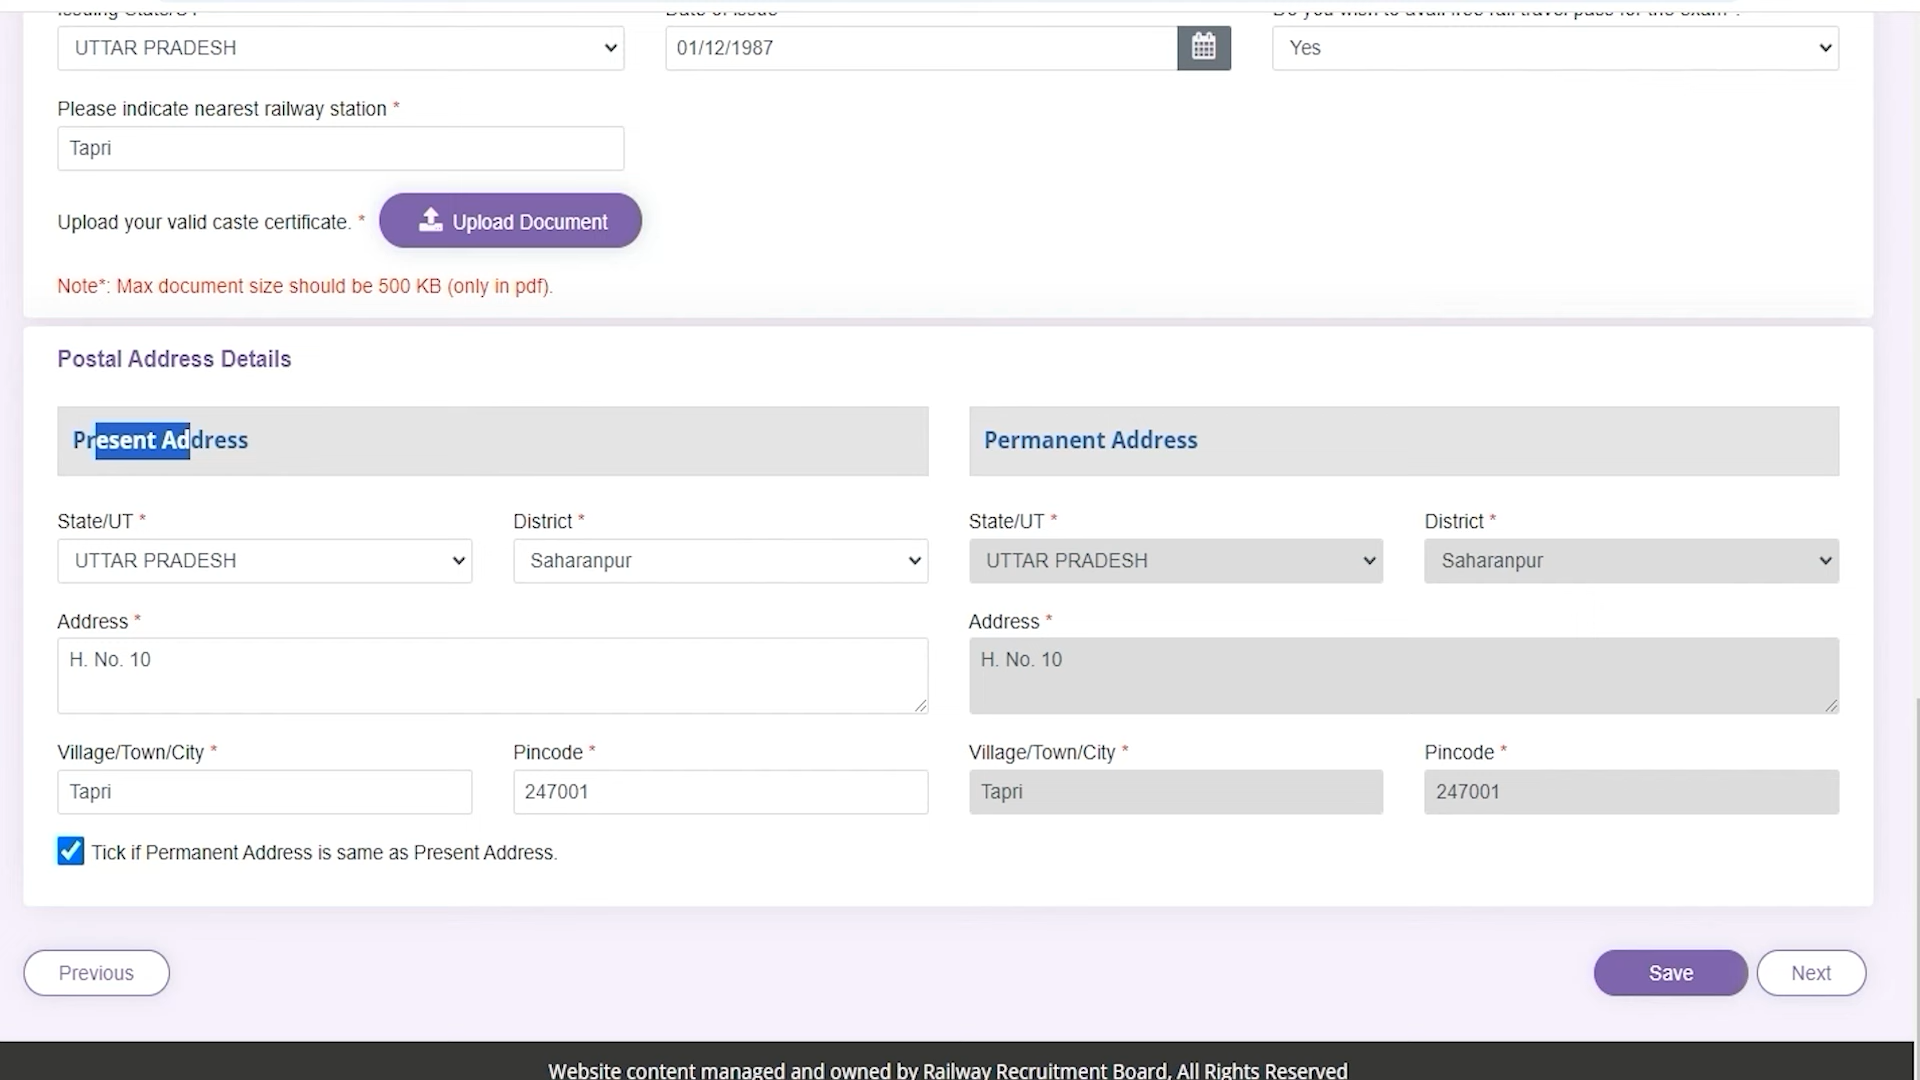 UTTAR PRADESH
01/12/1987
Yes
Please indicate nearest railway station *
Tapri
Upload your valid caste certificate. * Upload Document
Note*: Max document size should be 500 KB (only in pdf).
Postal Address Details
Present Address
Permanent Address
State/UT * District * State/UT * District *
UTTAR PRADESH Saharanpur UTTAR PRADESH Saharanpur
Address * Address *
H. No. 10 H. No. 10
Village/Town/City * Pincode * Village/Town/City * Pincode *
Tapri 247001 Tapri 247001
Tick if Permanent Address is same as Present Address.
Previous Save Next
Website content managed and owned by Railway Recruitment Board, All Rights Reserved